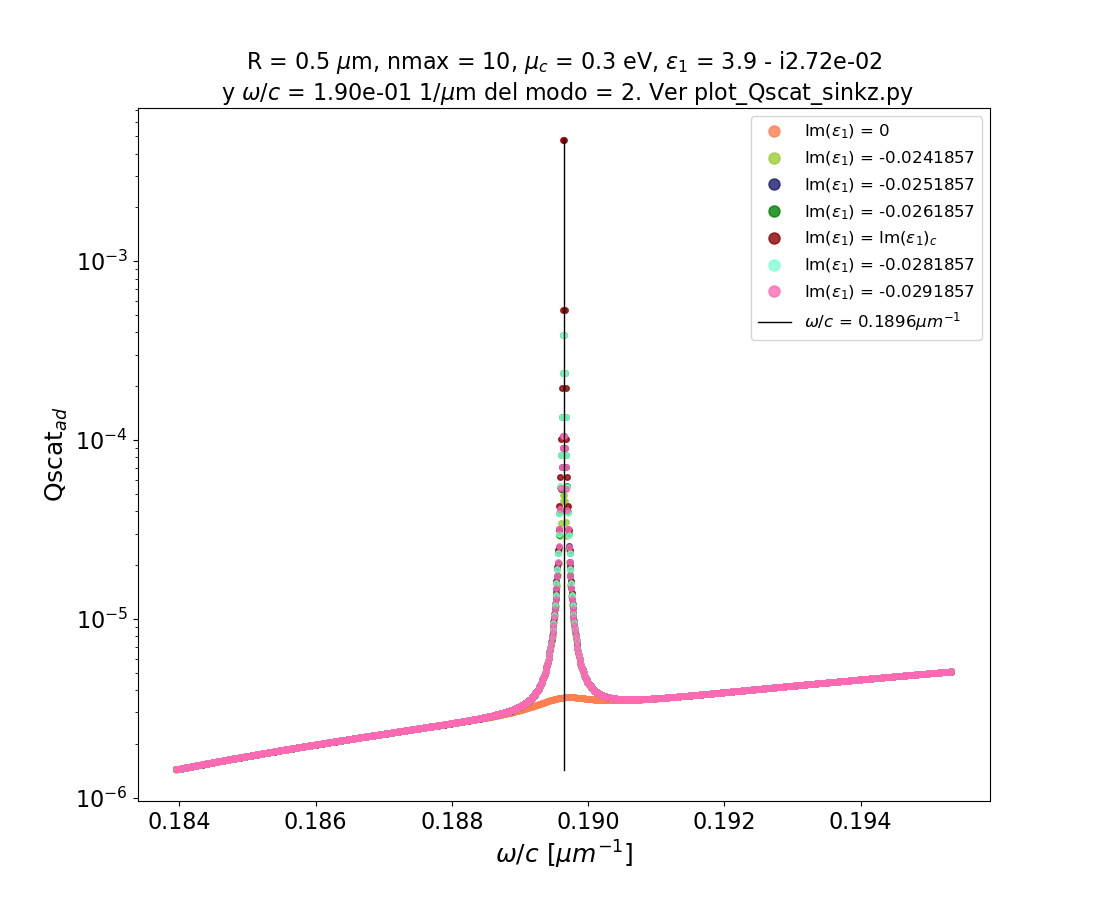 R = 0.5 μm, nmax = 10, μc = 0.3 eV, ε1 = 3.9 - i2.72e-02
y ω/c = 1.90e-01 1/μm del modo = 2. Ver plot_Qscat_sinkz.py
Im(ε1) = 0
Im(ε1) = -0.0241857
Im(ε1) = -0.0251857
Im(ε1) = -0.0261857
Im(ε1) = Im(ε1)c
Im(ε1) = -0.0281857
Im(ε1) = -0.0291857
ω/c = 0.1896μm⁻¹
Qscat_ad
10⁻³
10⁻⁴
10⁻⁵
10⁻⁶
0.184 0.186 0.188 0.190 0.192 0.194
ω/c [μm⁻¹]